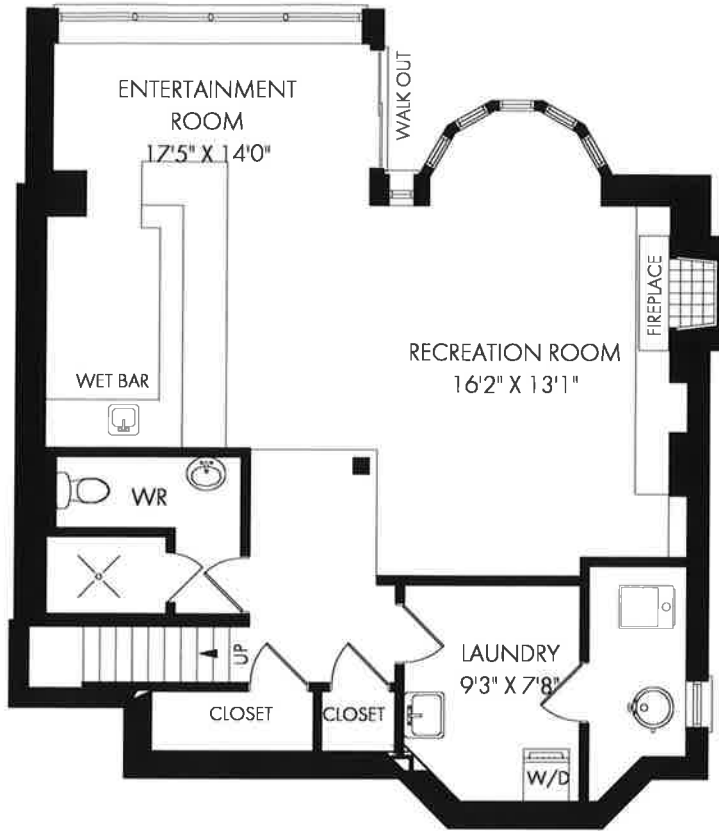 ENTERTAINMENT
ROOM
17'5" X 14'0"
WALK OUT
FIREPLACE
RECREATION ROOM
16'2" X 13'1"
WET BAR
WR
UP
LAUNDRY
9'3" X 7'8"
CLOSET
CLOSET
W/D